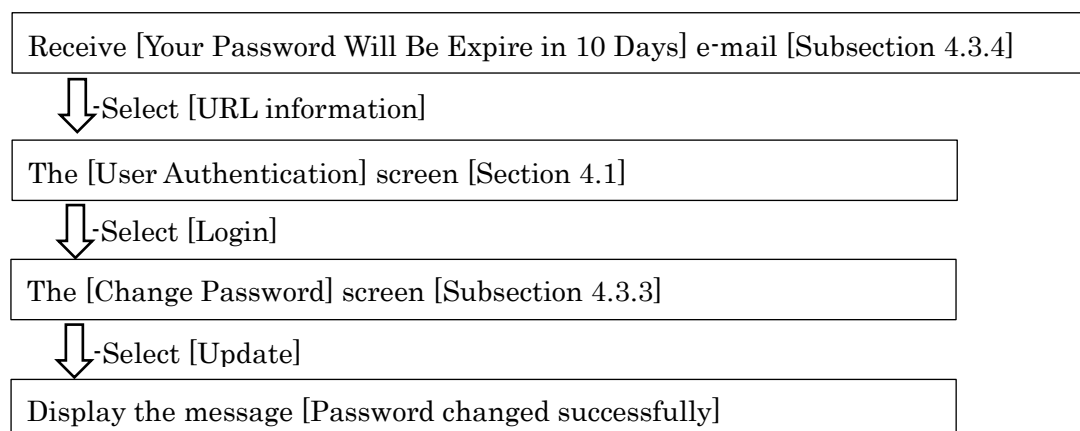 Receive [Your Password Will Be Expire in 10 Days] e-mail [Subsection 4.3.4]
-Select [URL information]
The [User Authentication] screen [Section 4.1]
-Select [Login]
The [Change Password] screen [Subsection 4.3.3]
-Select [Update]
Display the message [Password changed successfully]